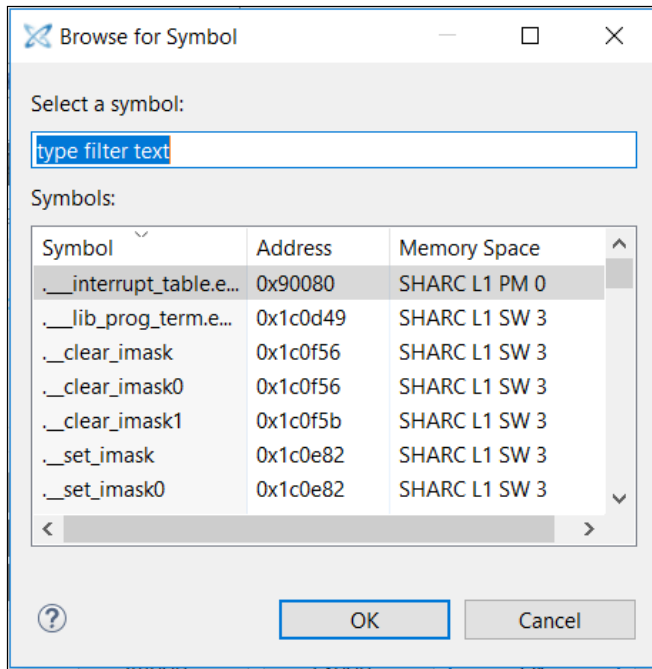 Browse for Symbol
Select a symbol:
type filter text
Symbols:
Symbol Address Memory Space
.___interrupt_table.e... 0x90080 SHARC L1 PM 0
.__lib_prog_term.e... 0x1c0d49 SHARC L1 SW 3
.__clear_imask 0x1c0f56 SHARC L1 SW 3
.__clear_imask0 0x1c0f56 SHARC L1 SW 3
.__clear_imask1 0x1c0f5b SHARC L1 SW 3
.__set_imask 0x1c0e82 SHARC L1 SW 3
.__set_imask0 0x1c0e82 SHARC L1 SW 3
? OK Cancel